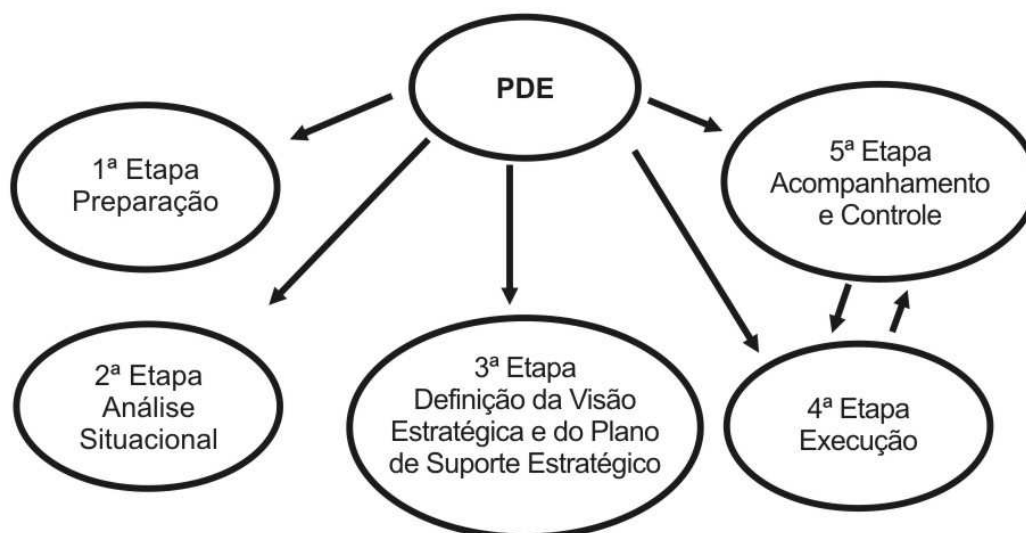 PDE
1ª Etapa
Preparação
2ª Etapa
Análise
Situacional
3ª Etapa
Definição da Visão
Estratégica e do Plano
de Suporte Estratégico
4ª Etapa
Execução
5ª Etapa
Acompanhamento
e Controle